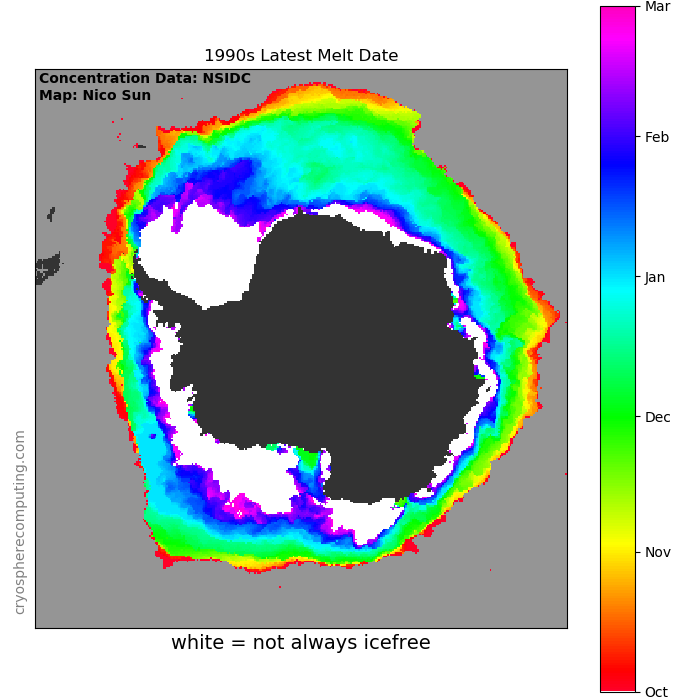 1990s Latest Melt Date
Concentration Data: NSIDC
Map: Nico Sun
Mar
Feb
Jan
Dec
Nov
Oct
cryospherecomputing.com
white = not always icefree